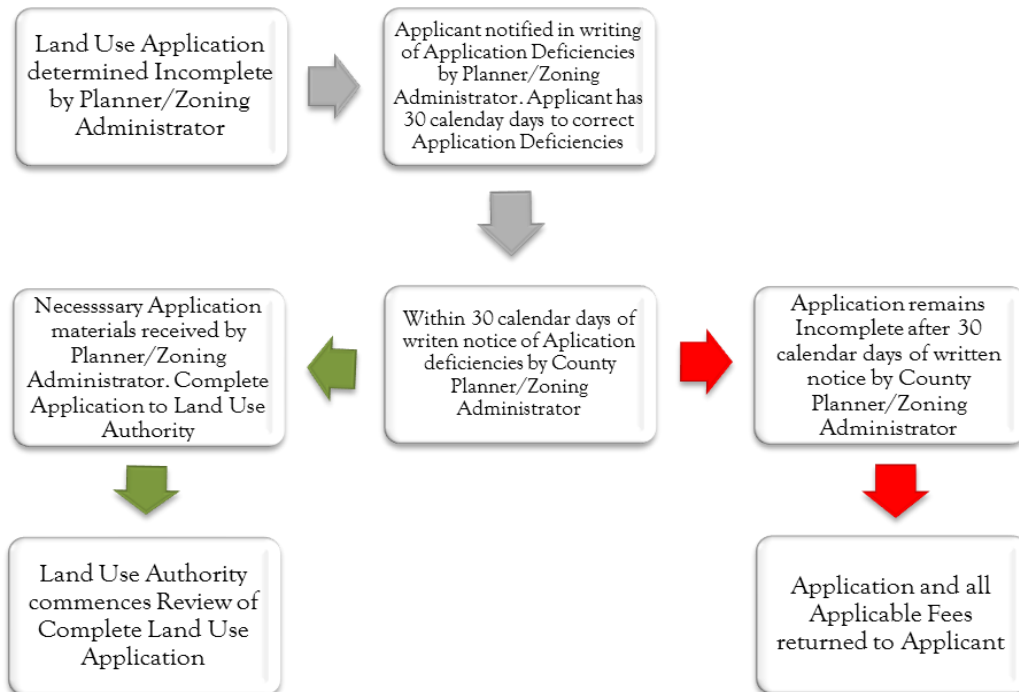 Land Use Application
determined Incomplete
by Planner/Zoning
Administrator
Applicant notified in writing
of Application Deficiencies
by Planner/Zoning
Administrator. Applicant has
30 calenday days to correct
Application Deficiencies
Necesssary Application
materials received by
Planner/Zoning
Administrator. Complete
Application to Land Use
Authority
Within 30 calendar days of
writen notice of Aplication
deficiencies by County
Planner/Zoning
Administrator
Application remains
Incomplete after 30
calendar days of written
notice by County
Planner/Zoning
Administrator
Land Use Authority
commences Review of
Complete Land Use
Application
Application and all
Applicable Fees
returned to Applicant